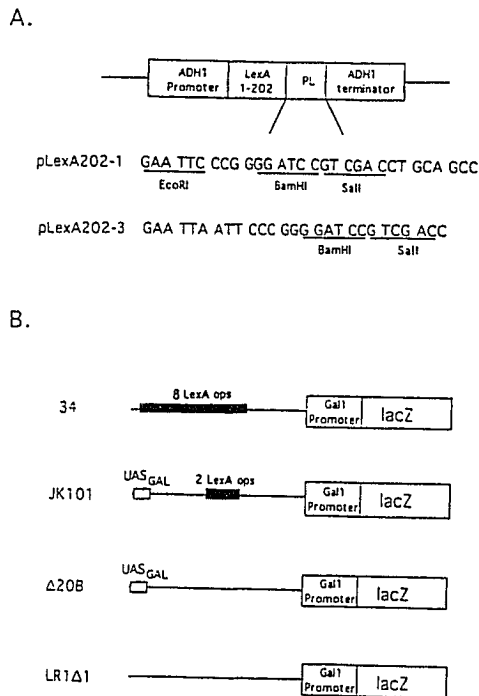 A.
ADH1 Promoter LexA 1-202 PL ADH1 terminator
pLexA202-1 GAA TTC CCG GGG ATC CGT CGA CCT GCA GCC
EcoRI BamHI SalI
pLexA202-3 GAA TTA ATT CCC GGG GAT CCG TCG ACC
BamHI SalI
B.
8 LexA ops
34 Gal1 Promoter lacZ
UASGAL 2 LexA ops
JK101 Gal1 Promoter lacZ
UASGAL
Δ20B Gal1 Promoter lacZ
LR1Δ1 Gal1 Promoter lacZ